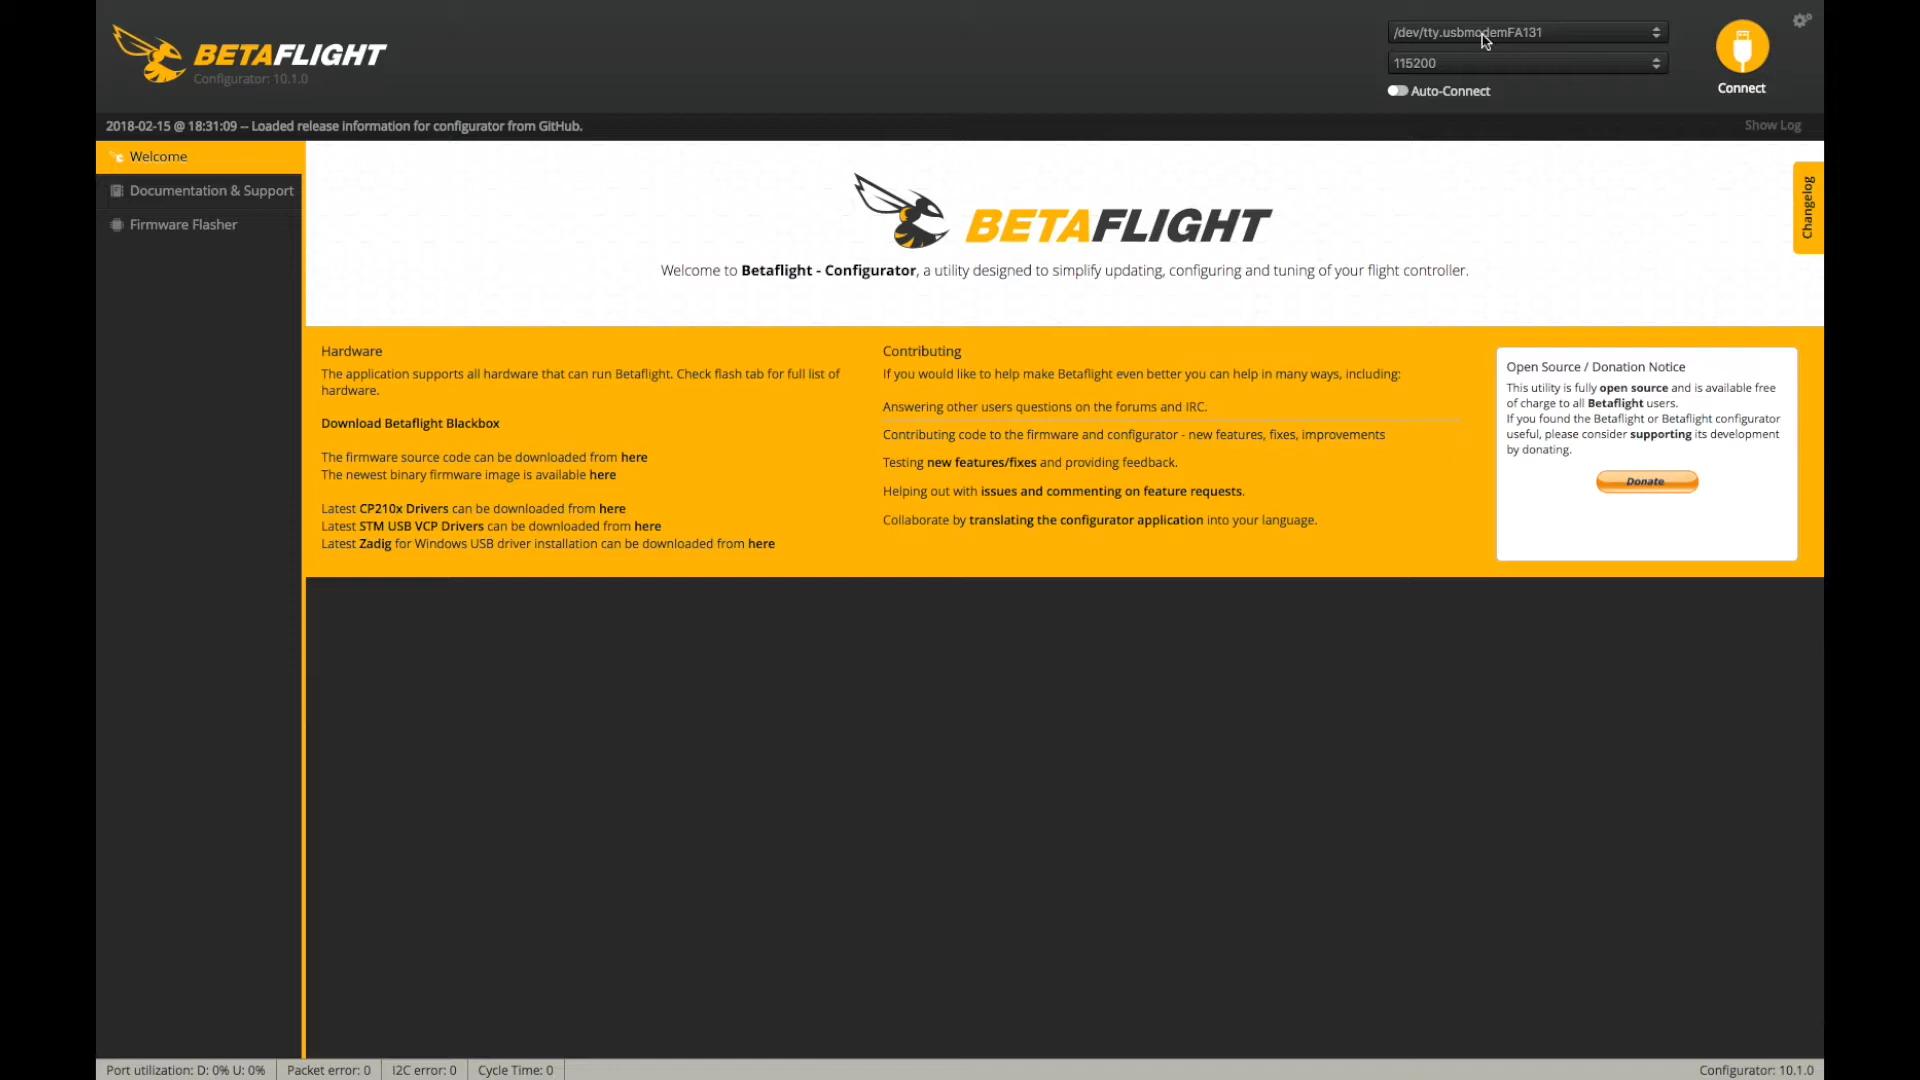 BETAFLIGHT
Configurator: 10.1.0
/dev/tty.usbmodemFA131
115200
Auto-Connect
Connect
2018-02-15 @ 18:31:09 -- Loaded release information for configurator from GitHub.
Show Log
Welcome
Documentation & Support
Firmware Flasher
Changelog
BETAFLIGHT
Welcome to Betaflight - Configurator, a utility designed to simplify updating, configuring and tuning of your flight controller.
Hardware
The application supports all hardware that can run Betaflight. Check flash tab for full list of
hardware.
Download Betaflight Blackbox
The firmware source code can be downloaded from here
The newest binary firmware image is available here
Latest CP210x Drivers can be downloaded from here
Latest STM USB VCP Drivers can be downloaded from here
Latest Zadig for Windows USB driver installation can be downloaded from here
Contributing
If you would like to help make Betaflight even better you can help in many ways, including:
Answering other users questions on the forums and IRC.
Contributing code to the firmware and configurator - new features, fixes, improvements
Testing new features/fixes and providing feedback.
Helping out with issues and commenting on feature requests.
Collaborate by translating the configurator application into your language.
Open Source / Donation Notice
This utility is fully open source and is available free
of charge to all Betaflight users.
If you found the Betaflight or Betaflight configurator
useful, please consider supporting its development
by donating.
Donate
Port utilization: D: 0% U: 0%
Packet error: 0
I2C error: 0
Cycle Time: 0
Configurator: 10.1.0